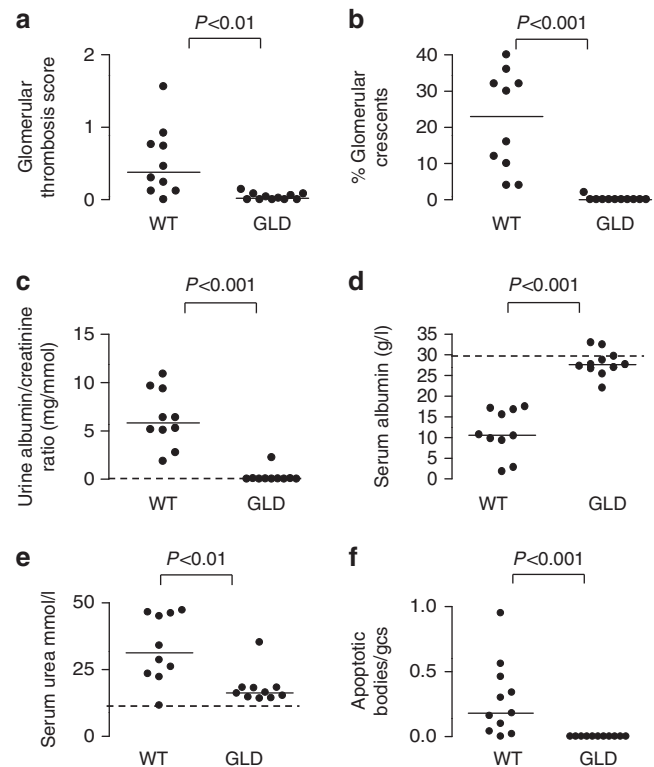 a
P<0.01
Glomerular
thrombosis score
2
1
0
WT
GLD
b
P<0.001
% Glomerular
crescents
40
30
20
10
0
WT
GLD
c
P<0.001
Urine albumin/creatinine
ratio (mg/mmol)
15
10
5
0
WT
GLD
d
P<0.001
Serum albumin (g/l)
35
30
25
20
15
10
5
0
WT
GLD
e
P<0.01
Serum urea mmol/l
50
25
0
WT
GLD
f
P<0.001
Apoptotic
bodies/gcs
1.0
0.5
0.0
WT
GLD